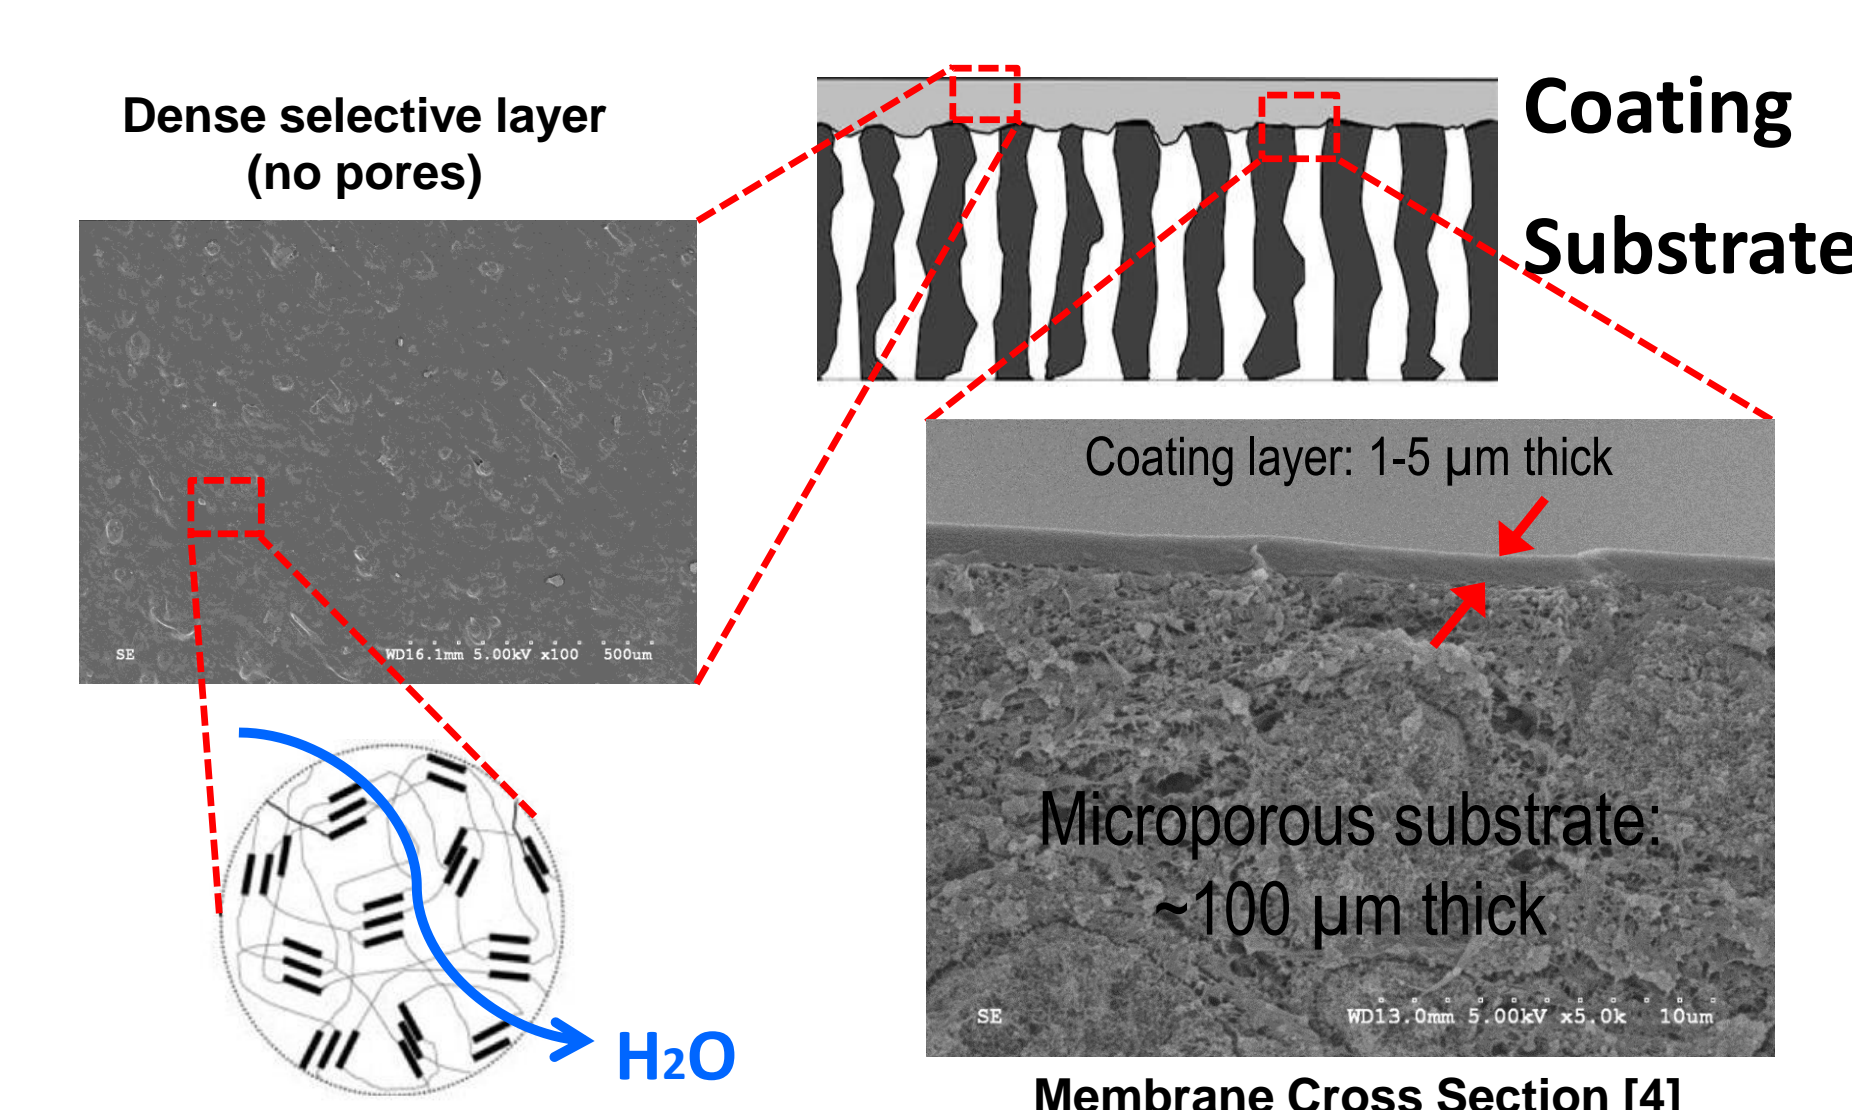 Dense selective layer
(no pores)
Coating
Substrate
SE
WD16.1mm 5.00kV x100 500um
Coating layer: 1-5 µm thick
Microporous substrate:
~100 µm thick
SE
WD13.0mm 5.00kV x5.0k 10um
H2O
Membrane Cross Section [4]